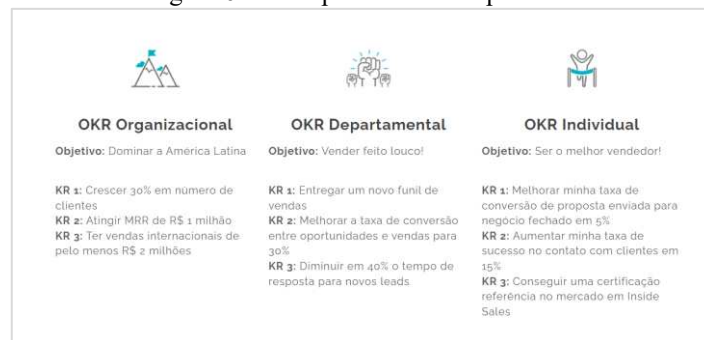 OKR Organizacional
Objetivo: Dominar a América Latina
KR 1: Crescer 30% em número de
clientes
KR 2: Atingir MRR de R$ 1 milhão
KR 3: Ter vendas internacionais de
pelo menos R$ 2 milhões
OKR Departamental
Objetivo: Vender feito louco!
KR 1: Entregar um novo funil de
vendas
KR 2: Melhorar a taxa de conversão
entre oportunidades e vendas para
30%
KR 3: Diminuir em 40% o tempo de
resposta para novos leads
OKR Individual
Objetivo: Ser o melhor vendedor!
KR 1: Melhorar minha taxa de
conversão de proposta enviada para
negócio fechado em 5%
KR 2: Aumentar minha taxa de
sucesso no contato com clientes em
15%
KR 3: Conseguir uma certificação
referência no mercado em Inside
Sales